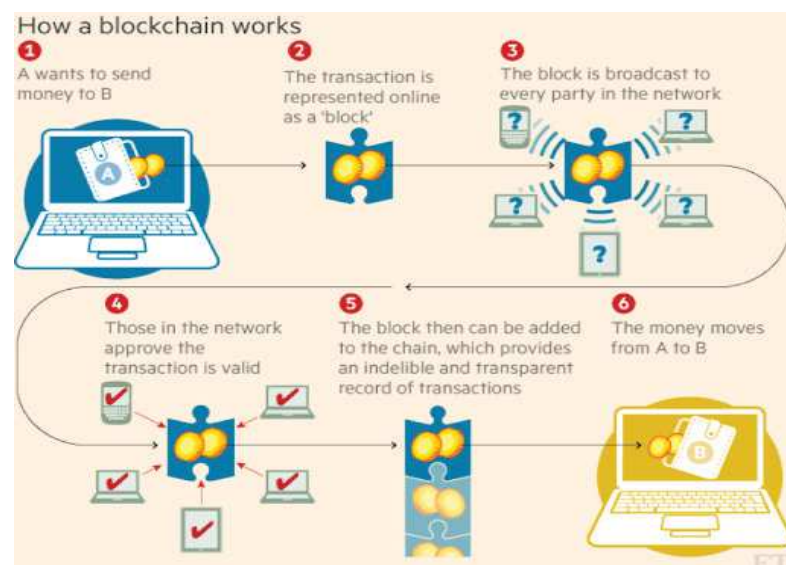 How a blockchain works
1
A wants to send
money to B
A
2
The transaction is
represented online
as a 'block'
3
The block is broadcast to
every party in the network
?
?
?
?
?
4
Those in the network
approve the
transaction is valid
5
The block then can be added
to the chain, which provides
an indelible and transparent
record of transactions
6
The money moves
from A to B
B
FT